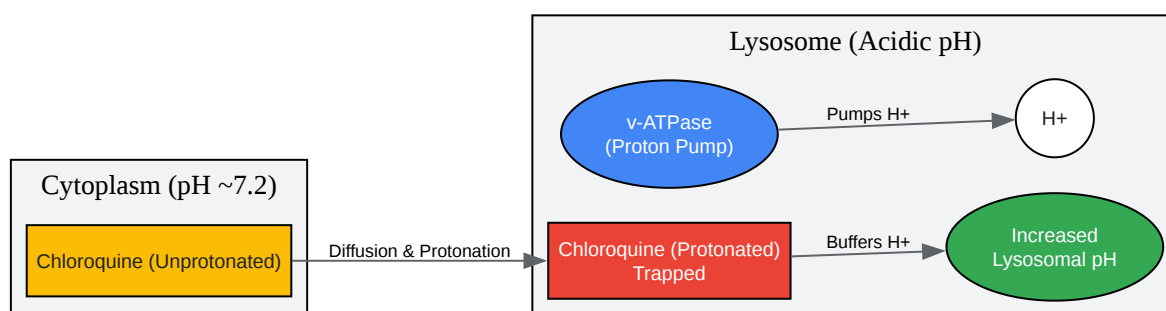 Lysosome (Acidic pH)
v-ATPase
(Proton Pump)
Pumps H+
H+
Cytoplasm (pH ~7.2)
Chloroquine (Unprotonated)
Diffusion & Protonation
Chloroquine (Protonated)
Trapped
Buffers H+
Increased
Lysosomal pH